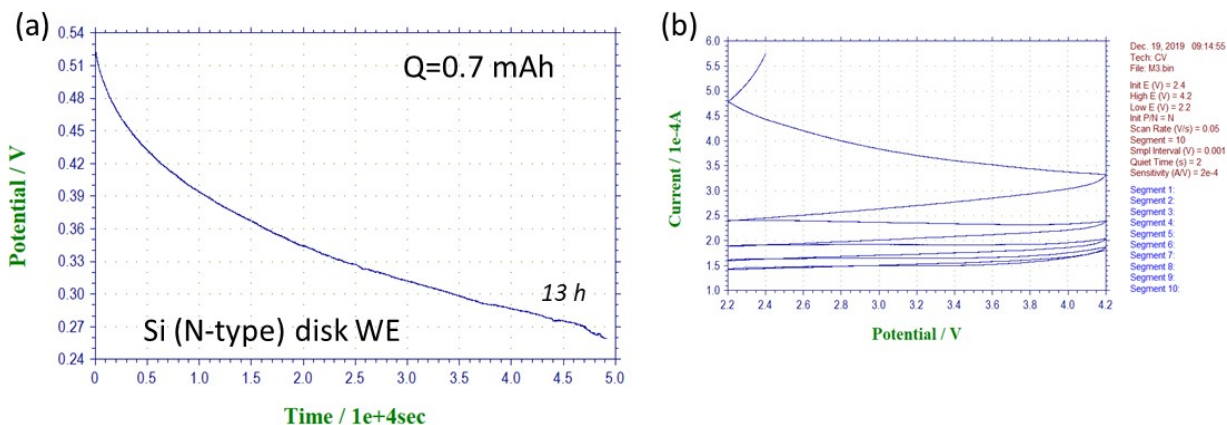 (a)
0.54
0.51
0.48
0.45
0.42
0.39
0.36
0.33
0.30
0.27
0.24
Potential / V
Q=0.7 mAh
13 h
Si (N-type) disk WE
0 0.5 1.0 1.5 2.0 2.5 3.0 3.5 4.0 4.5 5.0
Time / 1e+4sec
(b)
6.0
5.5
5.0
4.5
4.0
3.5
3.0
2.5
2.0
1.5
1.0
Current / 1e-4A
2.2 2.4 2.6 2.8 3.0 3.2 3.4 3.6 3.8 4.0 4.2
Potential / V
Dec. 19, 2019 09:14:55
Tech: CV
File: M3.bin
Init E (V) = 2.4
High E (V) = 4.2
Low E (V) = 2.2
Init P/N = N
Scan Rate (V/s) = 0.05
Segment = 10
Smpl Interval (V) = 0.001
Quiet Time (s) = 2
Sensitivity (A/V) = 2e-4
Segment 1:
Segment 2:
Segment 3:
Segment 4:
Segment 5:
Segment 6:
Segment 7:
Segment 8:
Segment 9:
Segment 10: